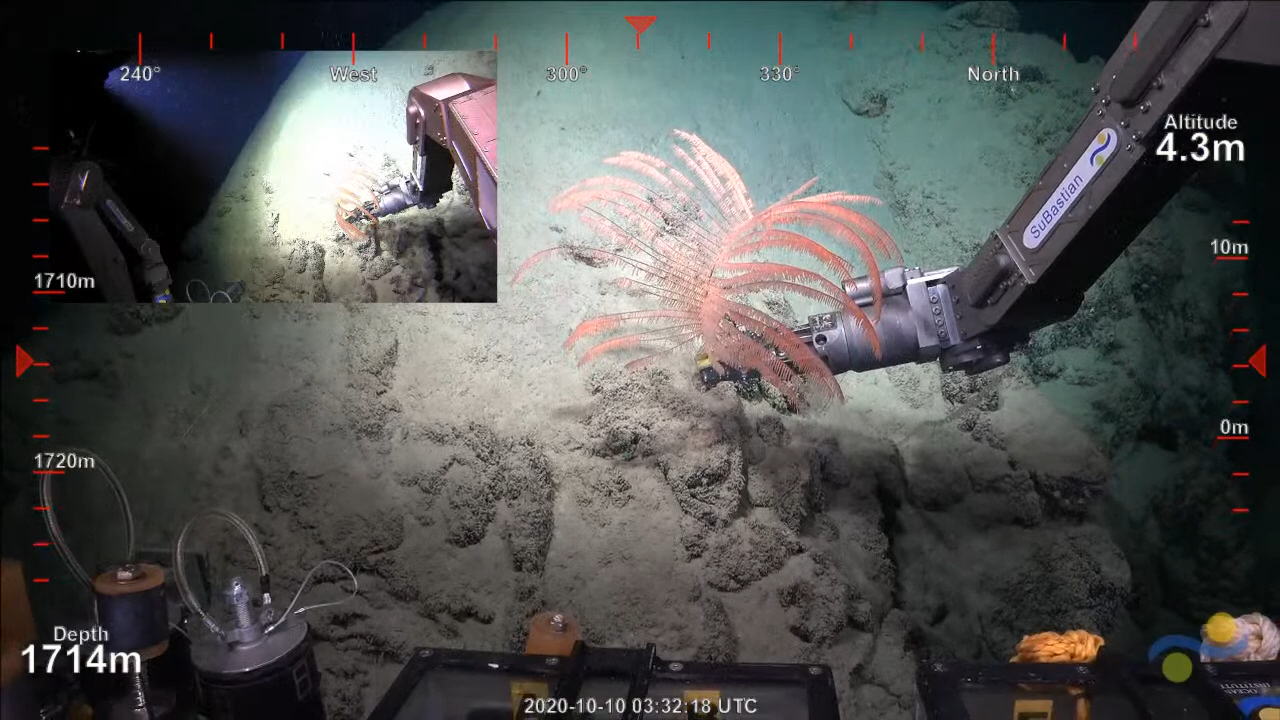 240°
West
300°
330°
North
Altitude
4.3m
SuBastian
1710m
10m
0m
1720m
Depth
1714m
2020-10-10 03:32:18 UTC